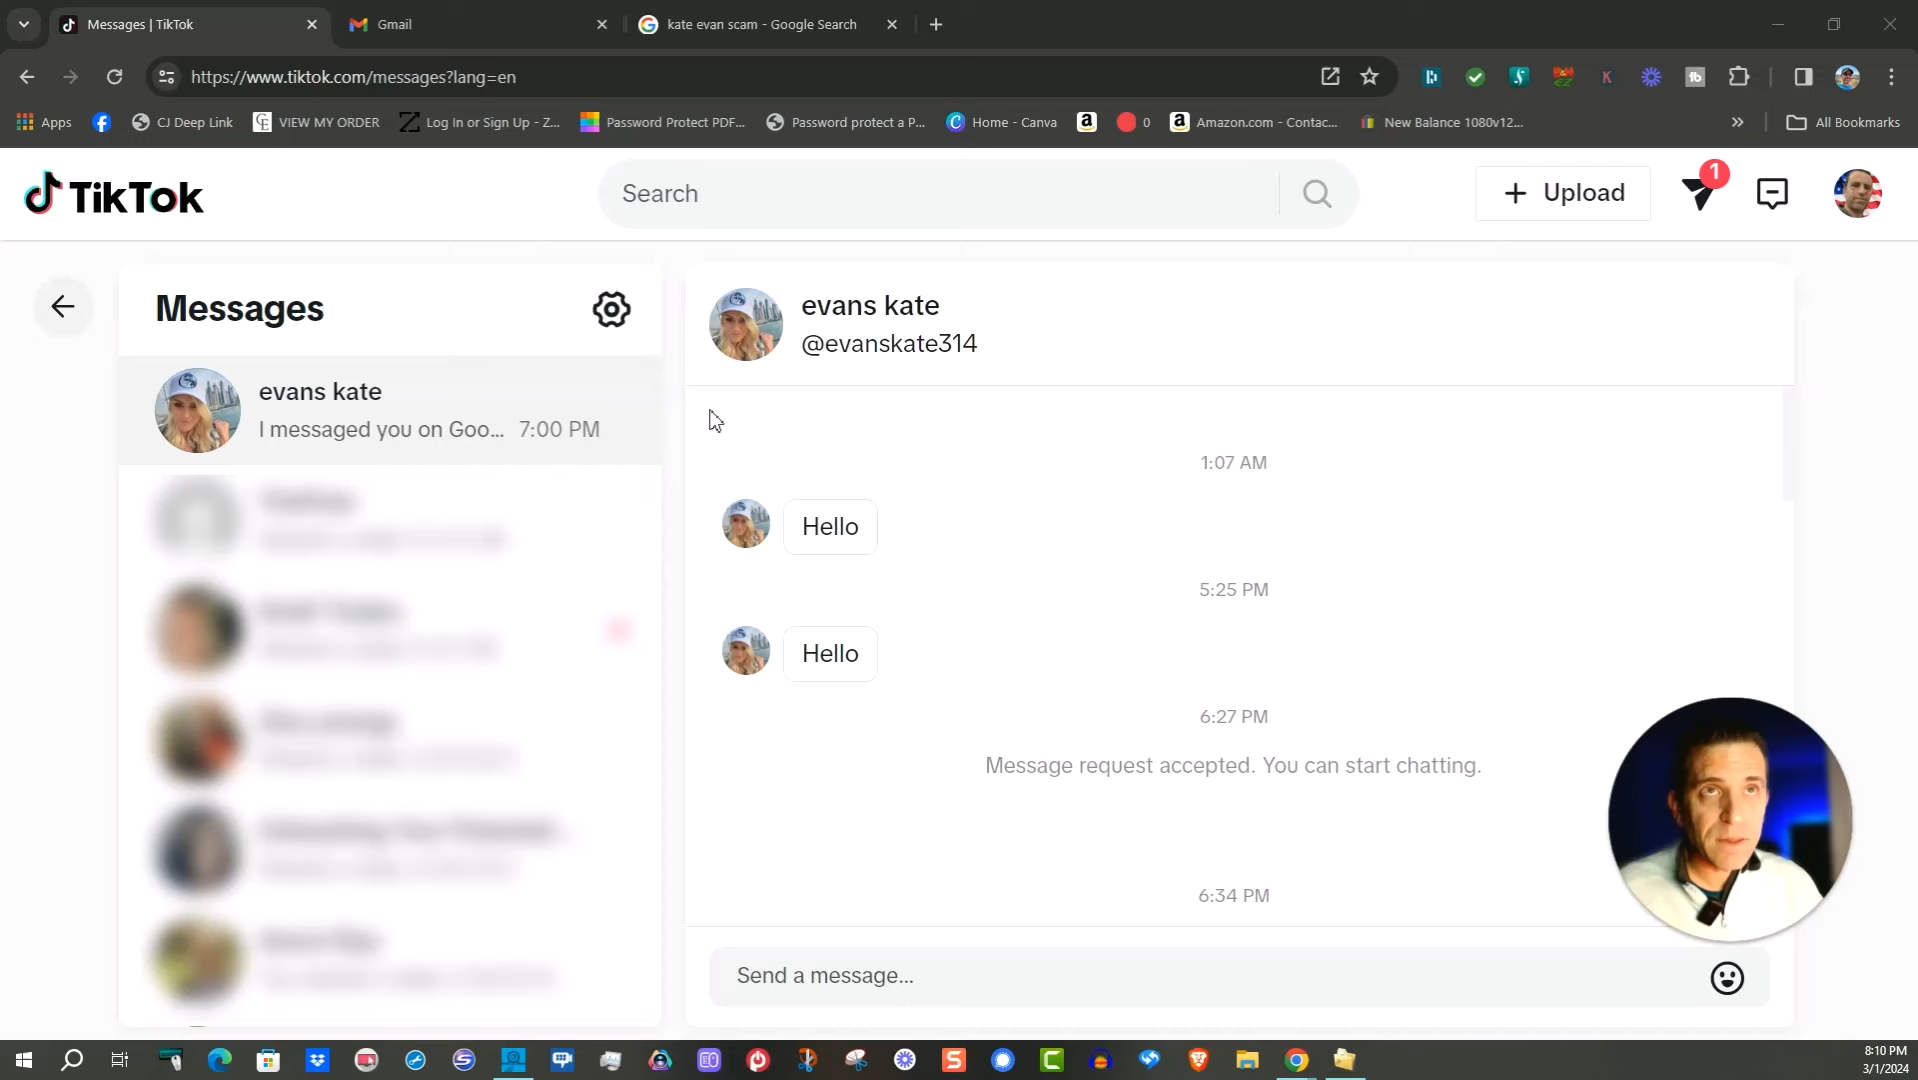 Messages | TikTok
Gmail
kate evan scam - Google Search
https://www.tiktok.com/messages?lang=en
Apps
CJ Deep Link
VIEW MY ORDER
Log In or Sign Up - Z...
Password Protect PDF...
Password protect a P...
Home - Canva
0
Amazon.com - Contac...
New Balance 1080v12...
All Bookmarks
TikTok
Search
Upload
1
Messages
evans kate
I messaged you on Goo... 7:00 PM
evans kate
@evanskate314
1:07 AM
Hello
5:25 PM
Hello
6:27 PM
Message request accepted. You can start chatting.
6:34 PM
Send a message...
8:10 PM
3/1/2024